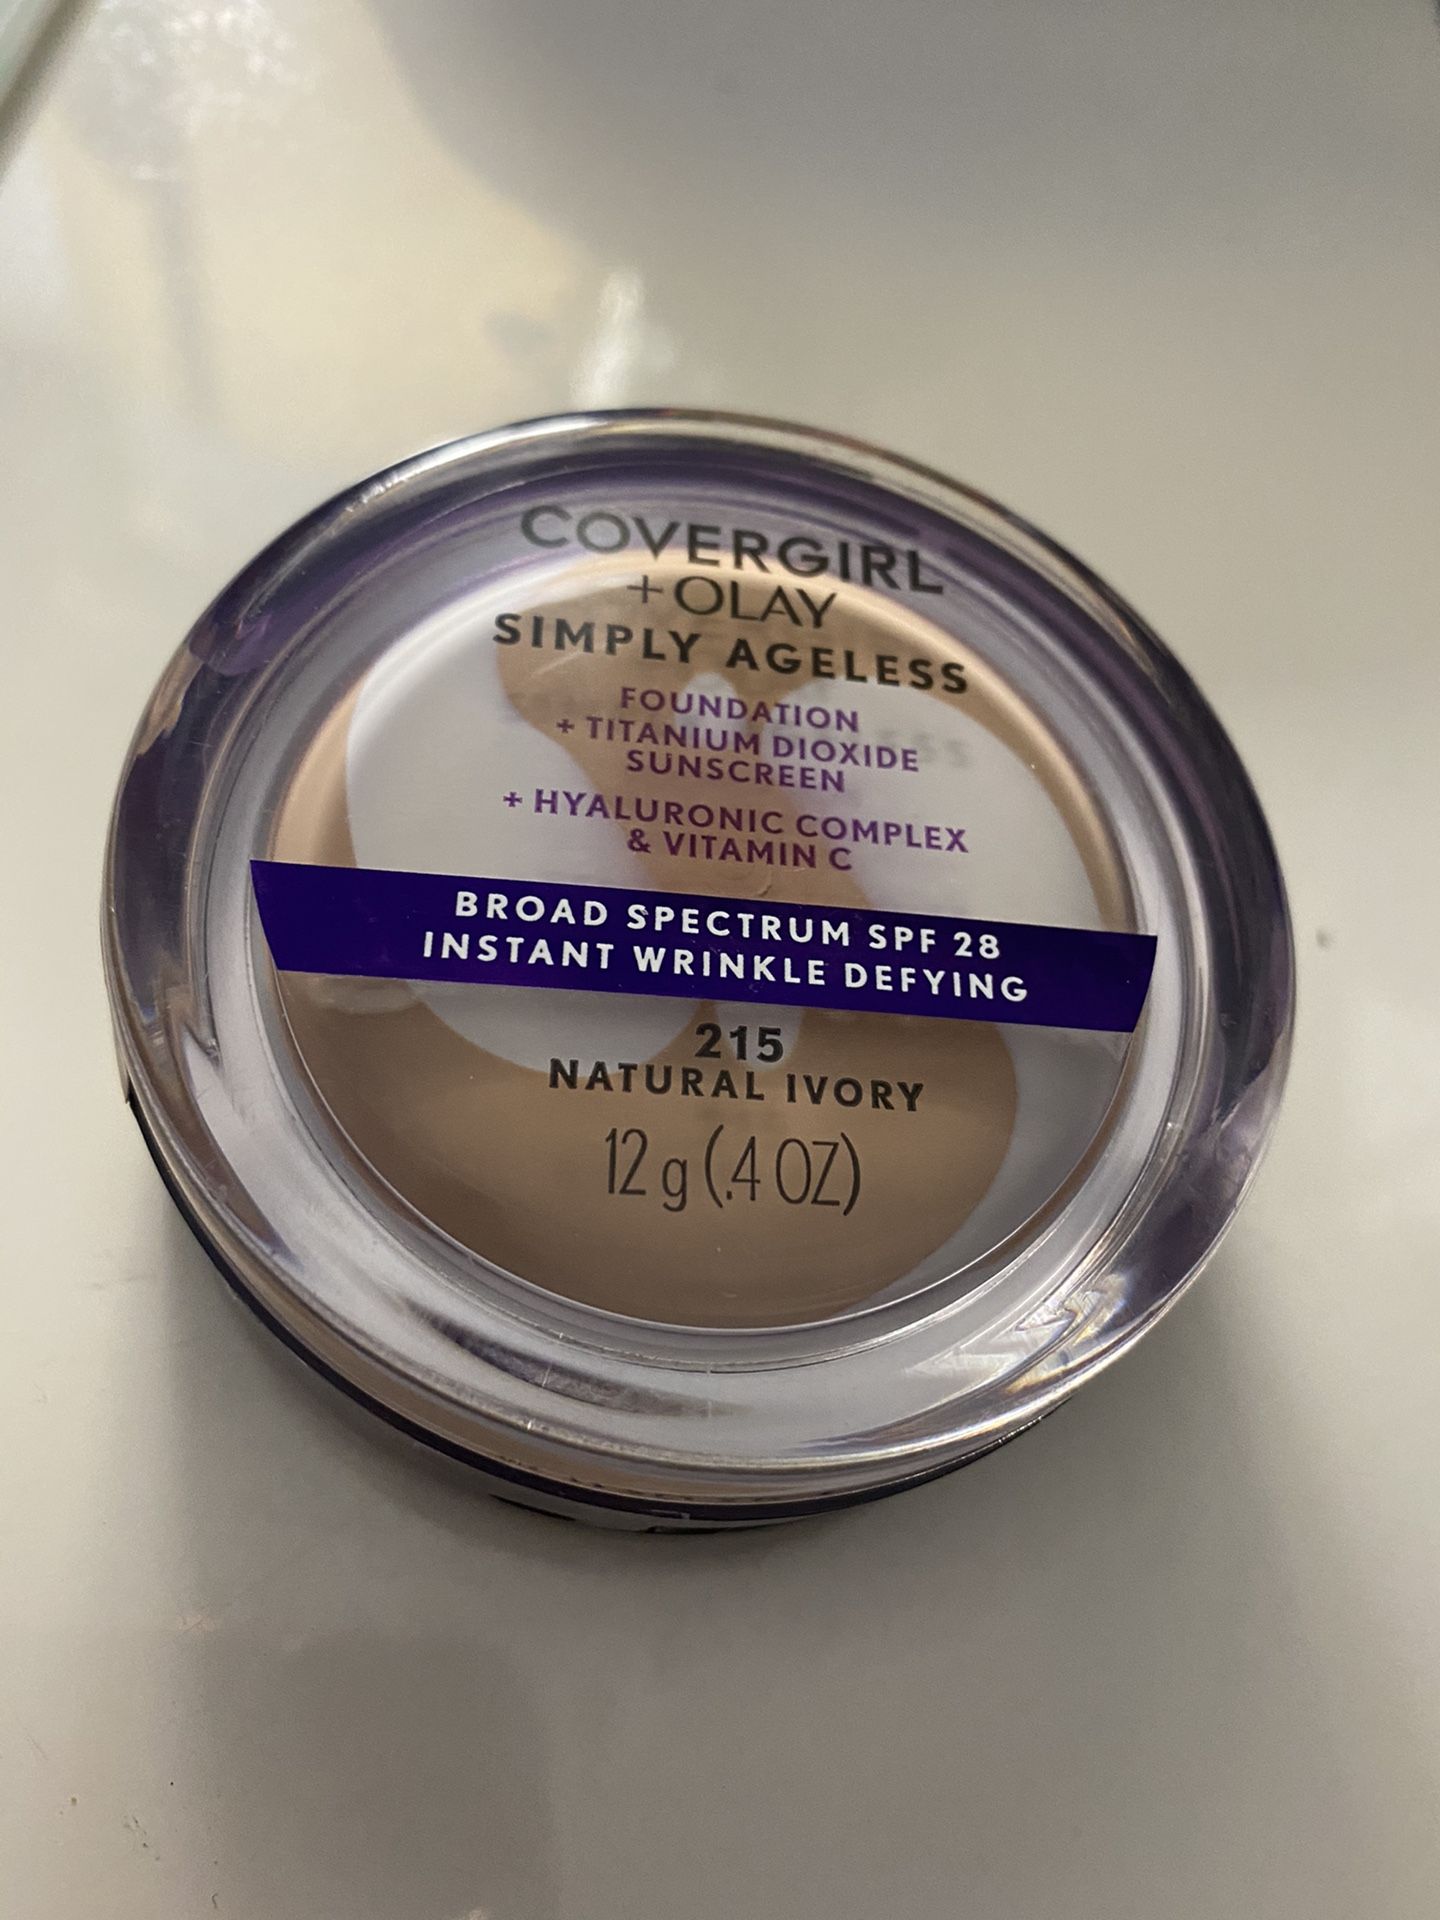 COVERGIRL
+OLAY
SIMPLY AGELESS
FOUNDATION
+ TITANIUM DIOXIDE
SUNSCREEN
+ HYALURONIC COMPLEX
& VITAMIN C
BROAD SPECTRUM SPF 28
INSTANT WRINKLE DEFYING
215
NATURAL IVORY
12 g (.4 OZ)